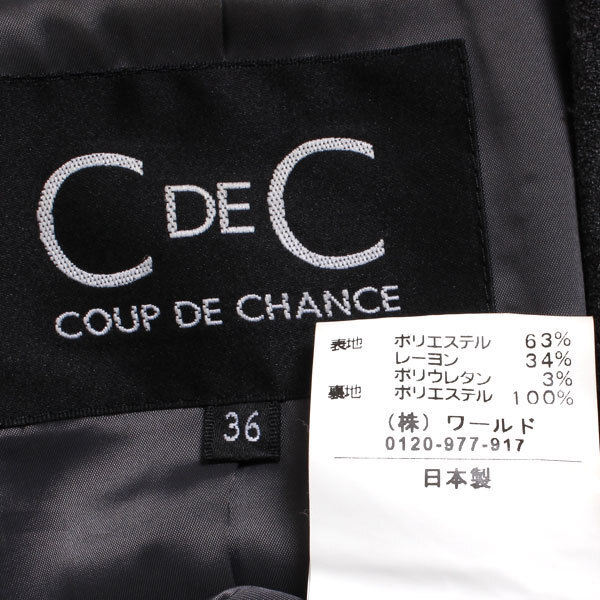 C DE C
COUP DE CHANCE
36
表地 ポリエステル 63%
レーヨン 34%
ポリウレタン 3%
裏地 ポリエステル 100%
(株) ワールド
0120-977-917
日本製